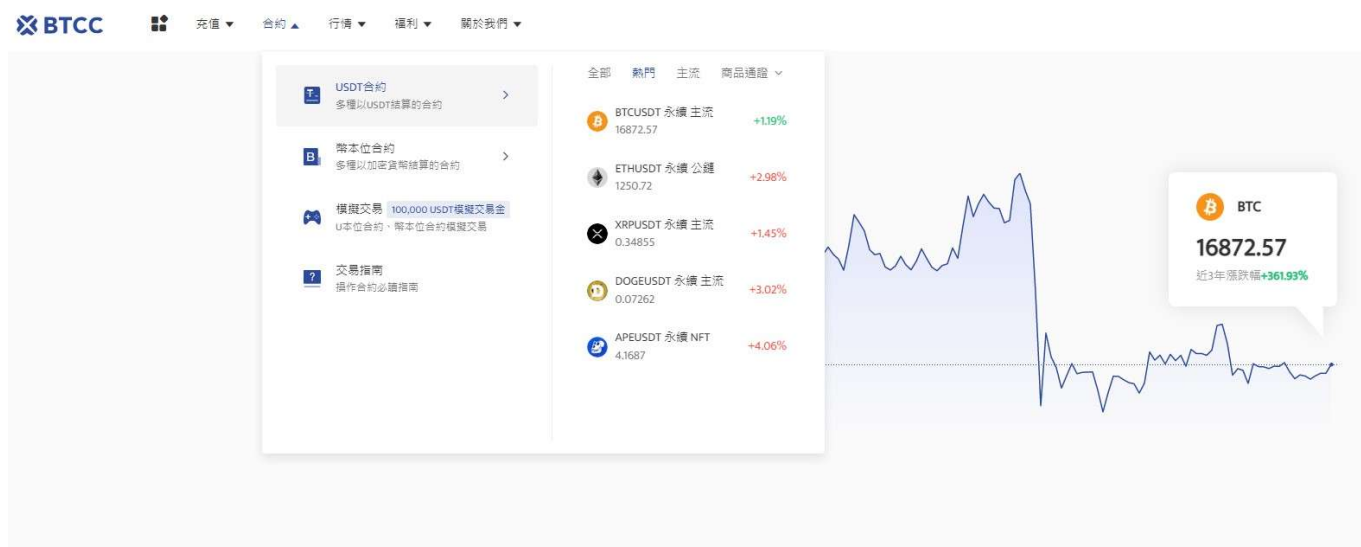 BTCC
充值 ▼
合約 ▲
行情 ▼
福利 ▼
關於我們 ▼
USDT合約
多種以USDT結算的合約
幣本位合約
多種以加密貨幣結算的合約
模擬交易 100,000 USDT模擬交易金
U本位合約、幣本位合約模擬交易
交易指南
操作合約必讀指南
全部 熱門 主流 商品通證
BTCUSDT 永續 主流
16872.57
+1.19%
ETHUSDT 永續 公鏈
1250.72
+2.98%
XRPUSDT 永續 主流
0.34855
+1.45%
DOGEUSDT 永續 主流
0.07262
+3.02%
APEUSDT 永續 NFT
4.1687
+4.06%
BTC
16872.57
近3年漲跌幅+361.93%